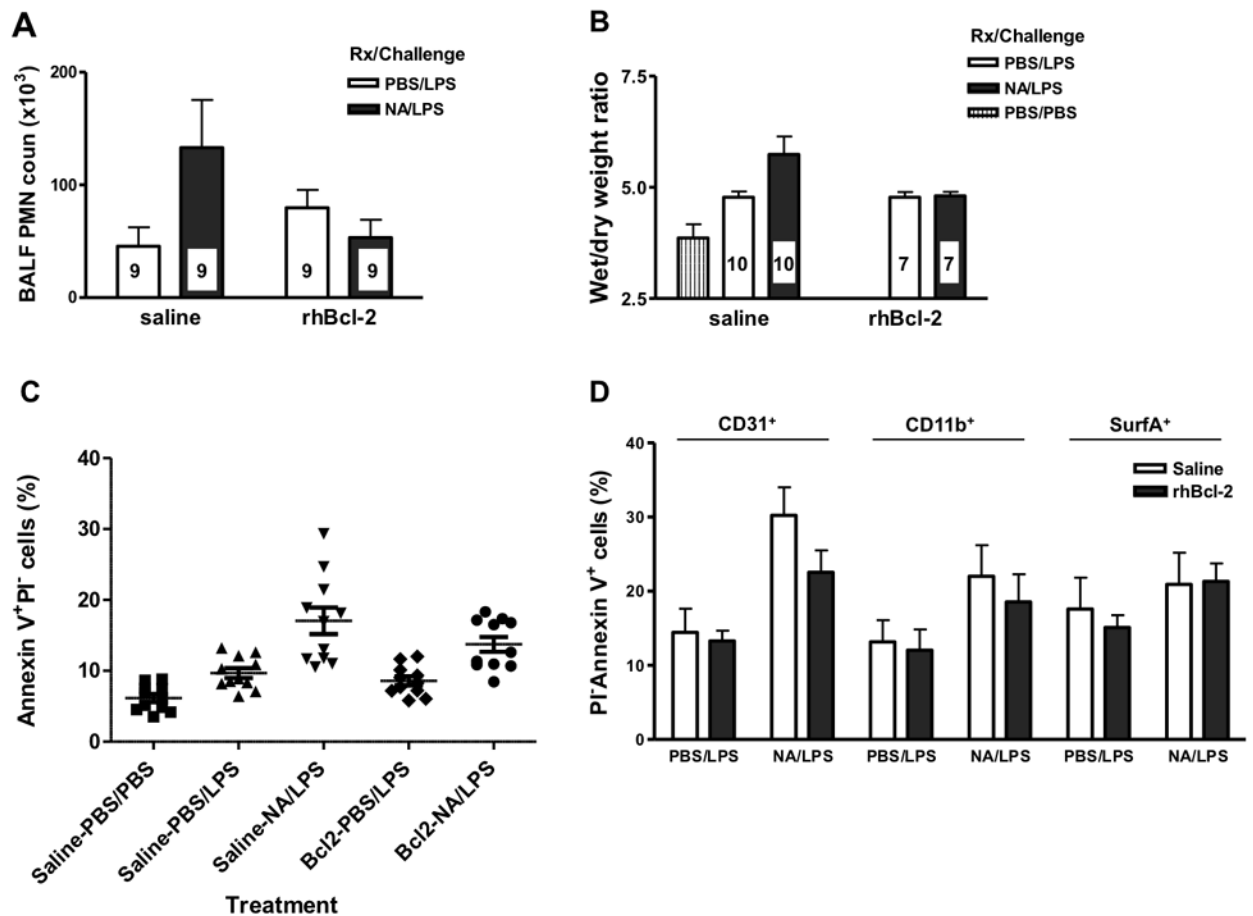 A
Rx/Challenge
PBS/LPS
NA/LPS
BALF PMN coun (x10³)
200
100
0
9
9
9
9
saline
rhBcl-2
B
Rx/Challenge
PBS/LPS
NA/LPS
PBS/PBS
Wet/dry weight ratio
7.5
5.0
2.5
10
10
7
7
saline
rhBcl-2
C
Annexin V⁺PI⁻ cells (%)
40
30
20
10
0
Saline-PBS/PBS
Saline-PBS/LPS
Saline-NA/LPS
Bcl2-PBS/LPS
Bcl2-NA/LPS
Treatment
D
CD31⁺
CD11b⁺
SurfA⁺
Saline
rhBcl-2
PI⁻Annexin V⁺ cells (%)
40
30
20
10
0
PBS/LPS
NA/LPS
PBS/LPS
NA/LPS
PBS/LPS
NA/LPS